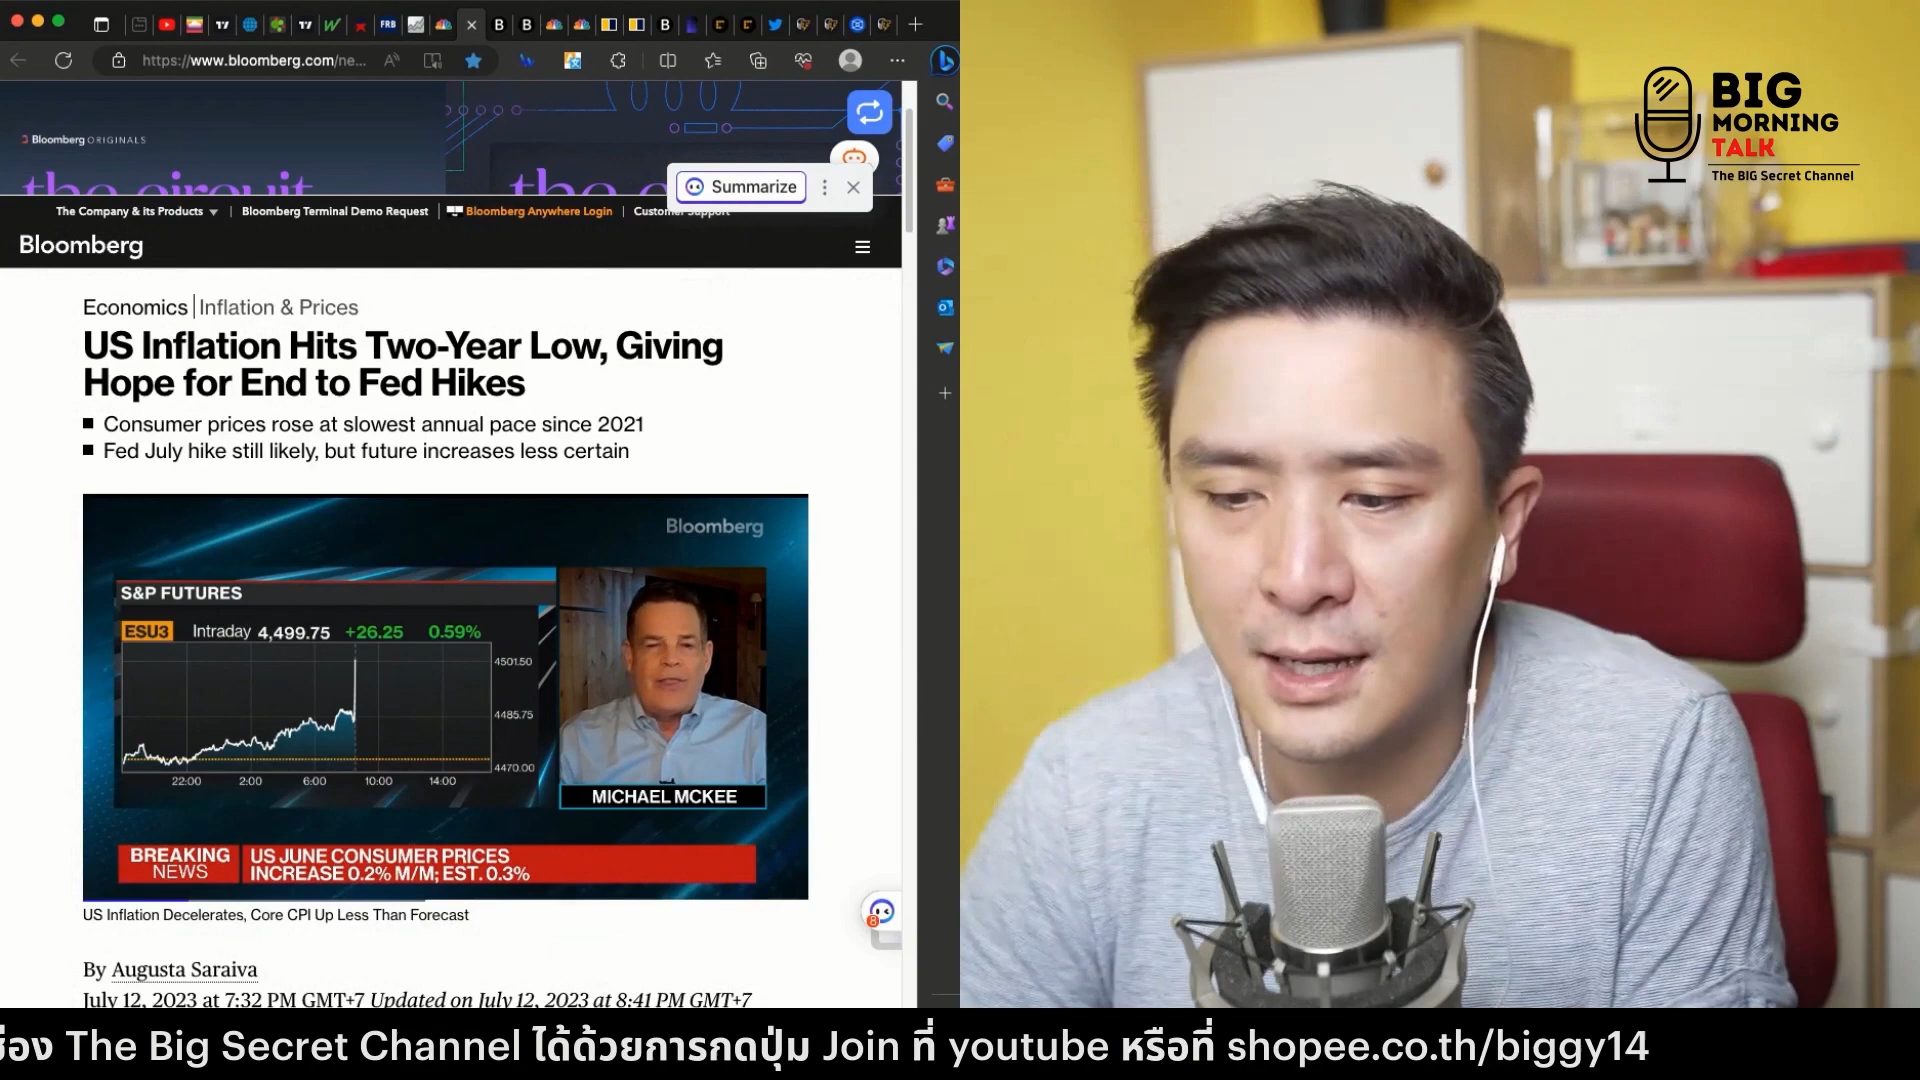 https://www.bloomberg.com/ne...
Bloomberg ORIGINALS
the circuit
Summarize
The Company & its Products
Bloomberg Terminal Demo Request
Bloomberg Anywhere Login
Customer Support
Bloomberg
Economics | Inflation & Prices
US Inflation Hits Two-Year Low, Giving
Hope for End to Fed Hikes
Consumer prices rose at slowest annual pace since 2021
Fed July hike still likely, but future increases less certain
Bloomberg
S&P FUTURES
ESU3 Intraday 4,499.75 +26.25 0.59%
4501.50
4485.75
4470.00
22:00 2:00 6:00 10:00 14:00
MICHAEL MCKEE
BREAKING
NEWS
US JUNE CONSUMER PRICES
INCREASE 0.2% M/M; EST. 0.3%
US Inflation Decelerates, Core CPI Up Less Than Forecast
8
By Augusta Saraiva
July 12, 2023 at 7:32 PM GMT+7 Updated on July 12, 2023 at 8:41 PM GMT+7
BIG
MORNING
TALK
The BIG Secret Channel
ช่อง The Big Secret Channel ได้ด้วยการกดปุ่ม Join ที่ youtube หรือที่ shopee.co.th/biggy14